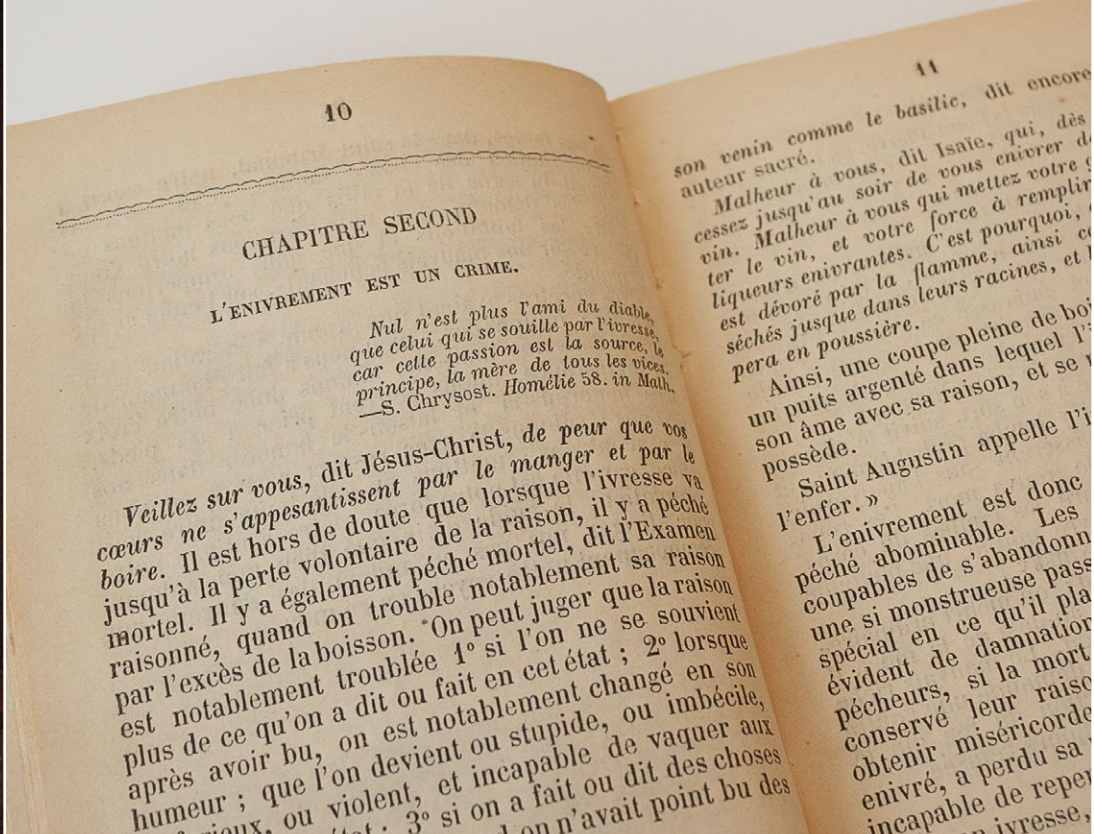 10
CHAPITRE SECOND
L'ENIVREMENT EST UN CRIME.
Nul n'est plus l'ami du diable,
que celui qui se souille par l'ivresse,
car cette passion est la source, le
principe, la mère de tous les vices.
—S. Chrysost. Homélie 58. in Math.
Veillez sur vous, dit Jésus-Christ, de peur que vos
cœurs ne s'appesantissent par le manger et par le
boire. Il est hors de doute que lorsque l'ivresse va
jusqu'à la perte volontaire de la raison, il y a péché
mortel. Il y a également péché mortel, dit l'Examen
raisonné, quand on trouble notablement sa raison
par l'excès de la boisson. On peut juger que la raison
est notablement troublée 1° si l'on ne se souvient
plus de ce qu'on a dit ou fait en cet état ; 2° lorsque
après avoir bu, on est notablement changé en son
humeur ; que l'on devient ou stupide, ou imbécile,
ou violent, et incapable de vaquer aux
3° si on a fait ou dit des choses
on n'avait point bu des
11
son venin comme le basilic, dit encore
auteur sacré.
Malheur à vous, dit Isaïe, qui, dès
cessez jusqu'au soir de vous enivrer
vin. Malheur à vous qui mettez votre
ter le vin, et votre force à remplir
liqueurs enivrantes. C'est pourquoi,
est dévoré par la flamme, ainsi
séchés jusque dans leurs racines, et
pera en poussière.
Ainsi, une coupe pleine de
un puits argenté dans lequel
son âme avec sa raison, et se
possède.
Saint Augustin appelle
l'enfer. »
L'enivrement est donc
péché abominable. Les
coupables de
une si monstrueuse
spécial en ce qu'il
évident de damnation
pécheurs, si la mort
conservé leur
obtenir miséricorde
enivré, a perdu sa
incapable de
ivresse,